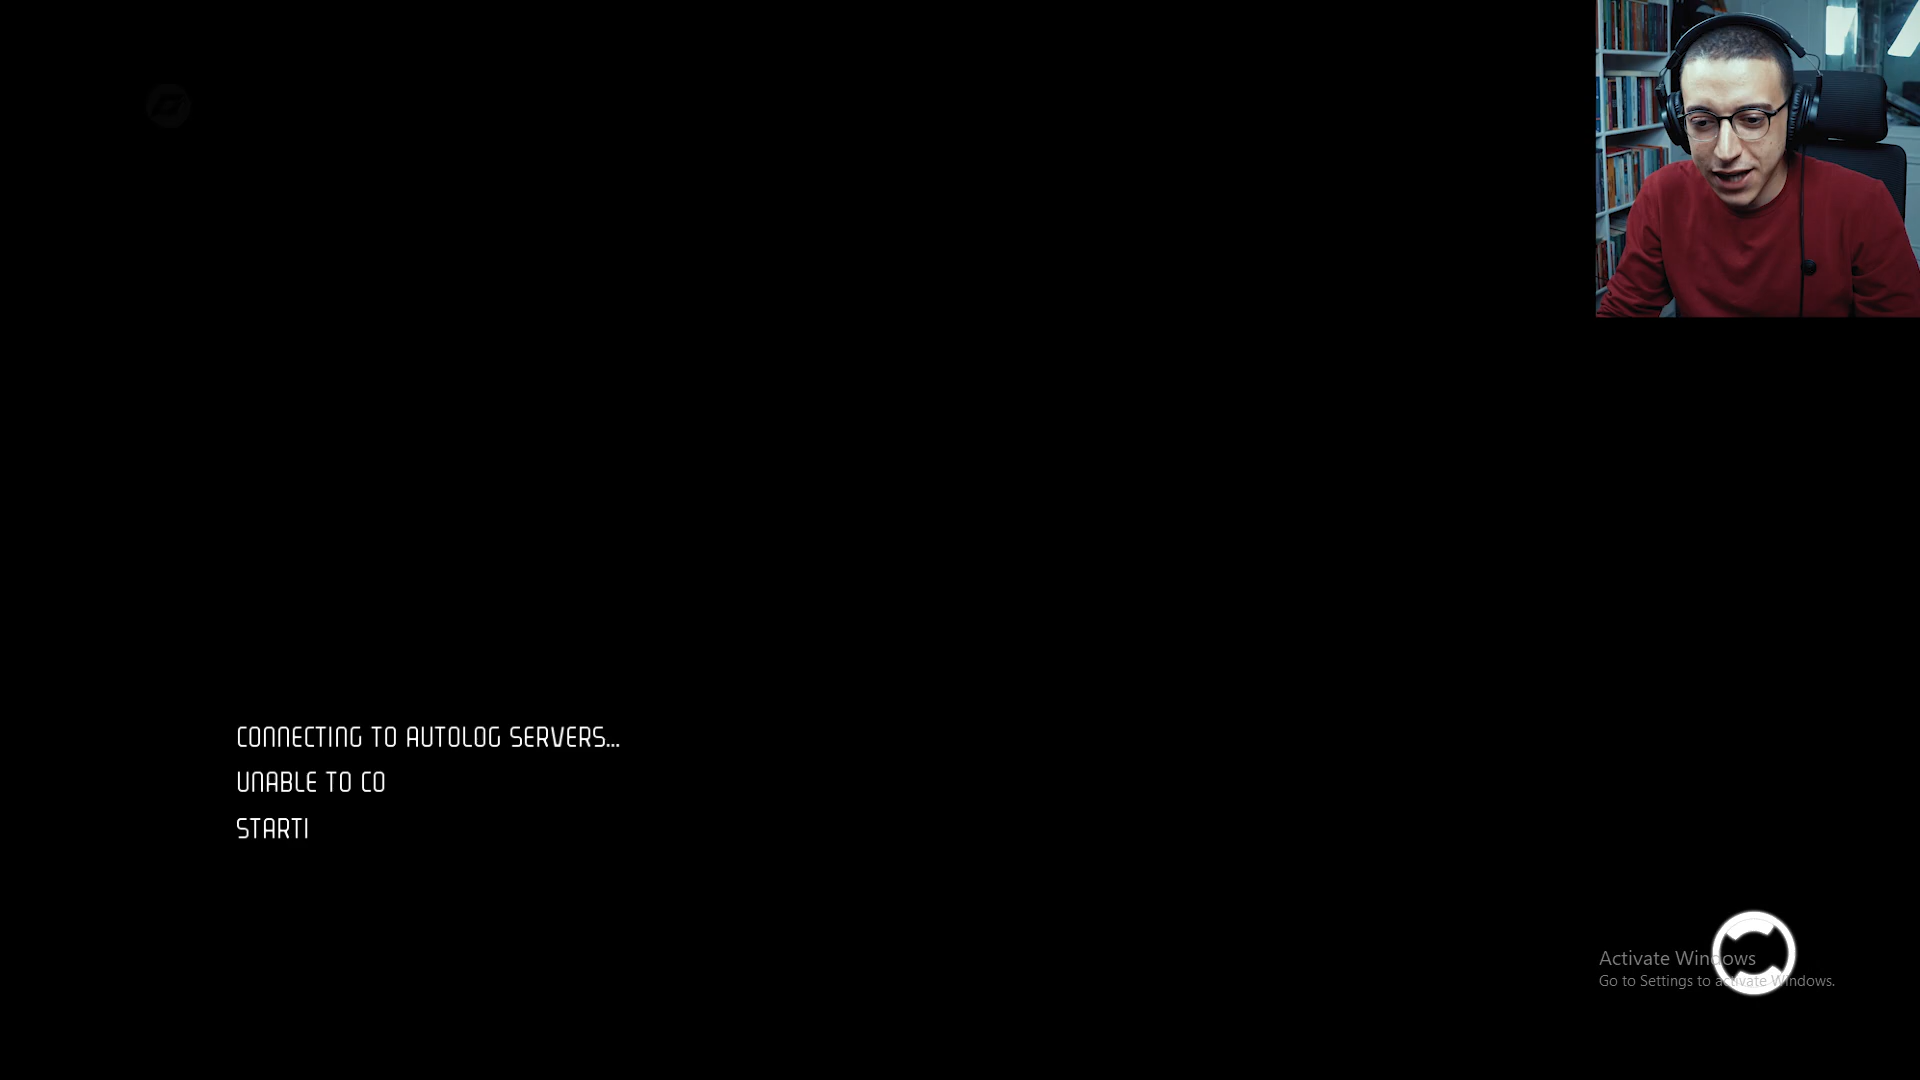 CONNECTING TO AUTOLOG SERVERS...
UNABLE TO CO
STARTI
Activate Windows
Go to Settings to activate Windows.